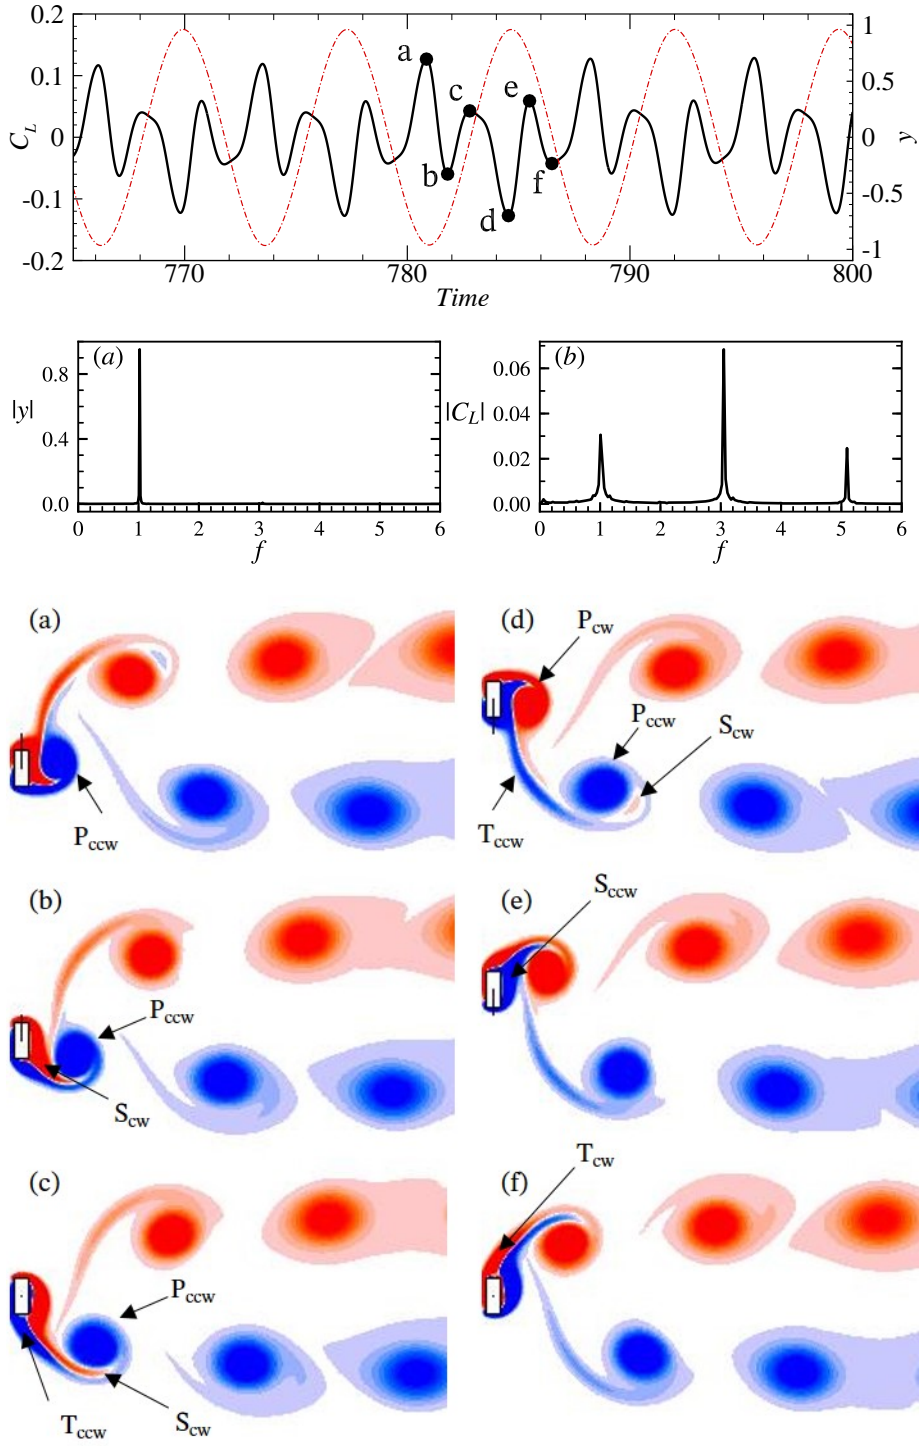 0.2
0.1
0
-0.1
-0.2
C_L
1
0.5
0
-0.5
-1
y
a
b
c
d
e
f
770 780 790 800
Time
(a)
|y|
0.8
0.4
0.0
0 1 2 3 4 5 6
f
(b)
|C_L|
0.06
0.04
0.02
0.00
0 1 2 3 4 5 6
f
(a)
P_ccw
(d)
P_cw
P_ccw
S_cw
T_ccw
(b)
P_ccw
S_cw
(e)
S_ccw
(c)
P_ccw
T_ccw
S_cw
(f)
T_cw